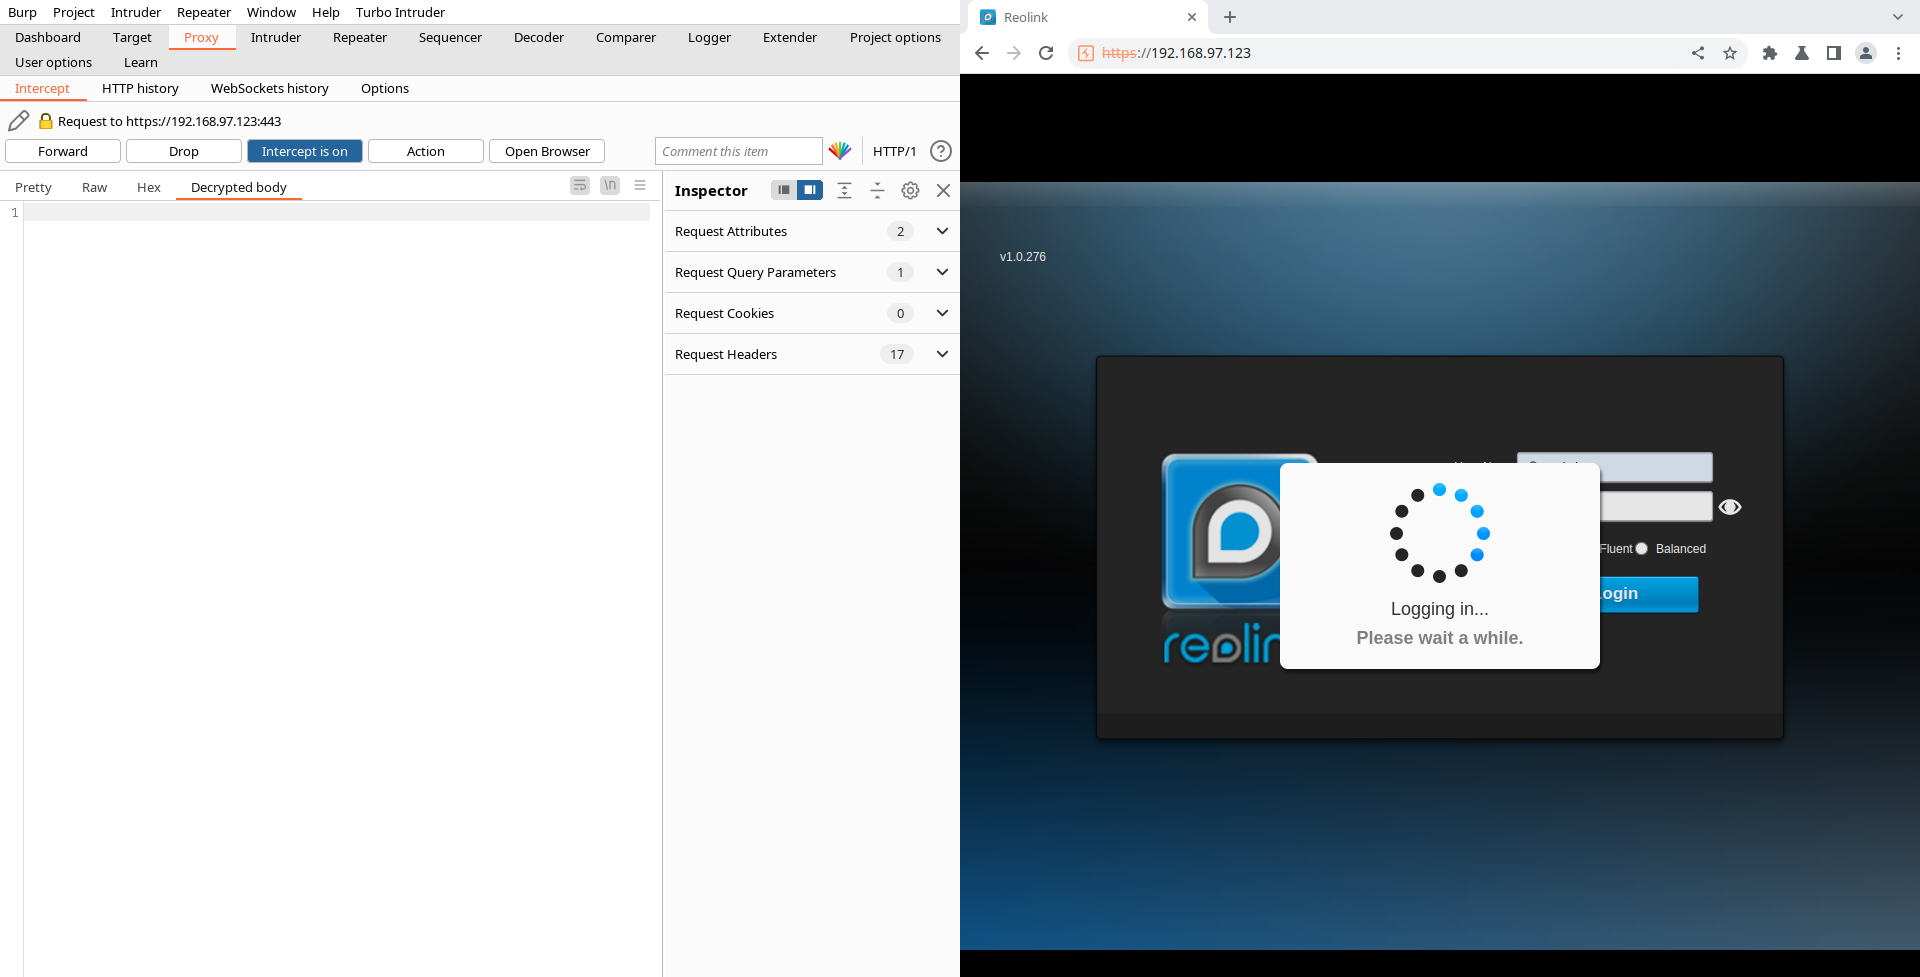 Burp Project Intruder Repeater Window Help Turbo Intruder
Dashboard Target Proxy Intruder Repeater Sequencer Decoder Comparer Logger Extender Project options
User options Learn
Intercept HTTP history WebSockets history Options
Request to https://192.168.97.123:443
Forward Drop Intercept is on Action Open Browser Comment this item HTTP/1 ?
Pretty Raw Hex Decrypted body \n
1
Inspector
Request Attributes 2
Request Query Parameters 1
Request Cookies 0
Request Headers 17
Reolink
https://192.168.97.123
v1.0.276
Fluent Balanced
Logging in...
Please wait a while.